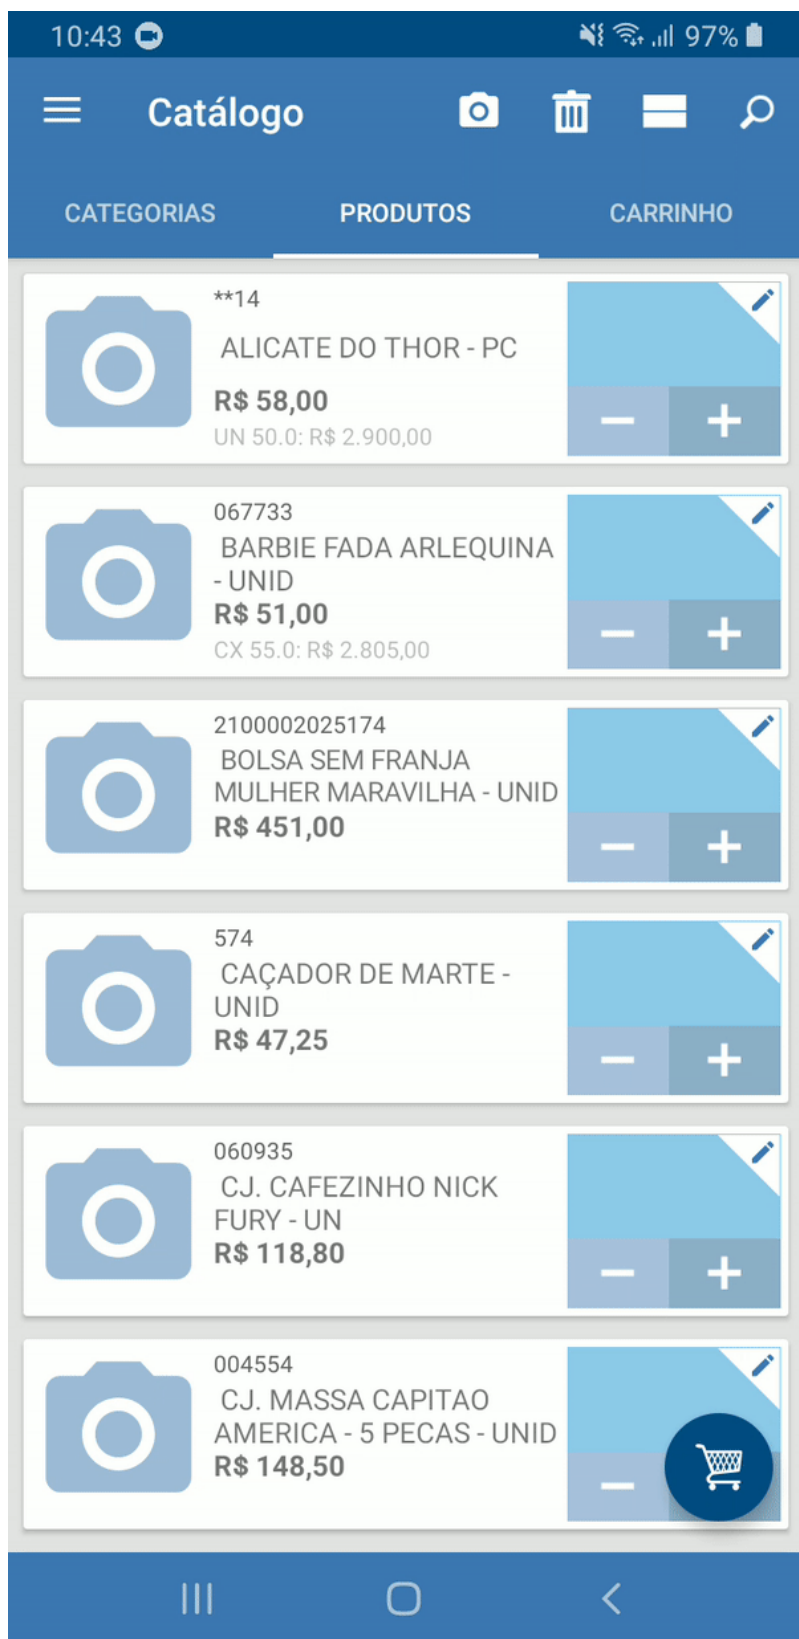 10:43 97%
Catálogo
CATEGORIAS PRODUTOS CARRINHO
**14
ALICATE DO THOR - PC
R$ 58,00
UN 50.0: R$ 2.900,00
067733
BARBIE FADA ARLEQUINA
- UNID
R$ 51,00
CX 55.0: R$ 2.805,00
2100002025174
BOLSA SEM FRANJA
MULHER MARAVILHA - UNID
R$ 451,00
574
CAÇADOR DE MARTE -
UNID
R$ 47,25
060935
CJ. CAFEZINHO NICK
FURY - UN
R$ 118,80
004554
CJ. MASSA CAPITAO
AMERICA - 5 PECAS - UNID
R$ 148,50